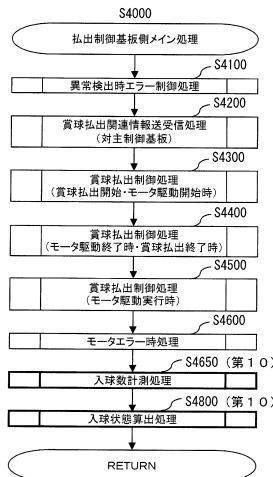 S4000
払出制御基板側メイン処理
S4100
異常検出時エラー制御処理
S4200
賞球払出関連情報送受信処理
(対主制御基板)
S4300
賞球払出制御処理
(賞球払出開始・モータ駆動開始時)
S4400
賞球払出制御処理
(モータ駆動終了時・賞球払出終了時)
S4500
賞球払出制御処理
(モータ駆動実行時)
S4600
モータエラー時処理
S4650 (第10)
入球数計測処理
S4800 (第10)
入球状態算出処理
RETURN